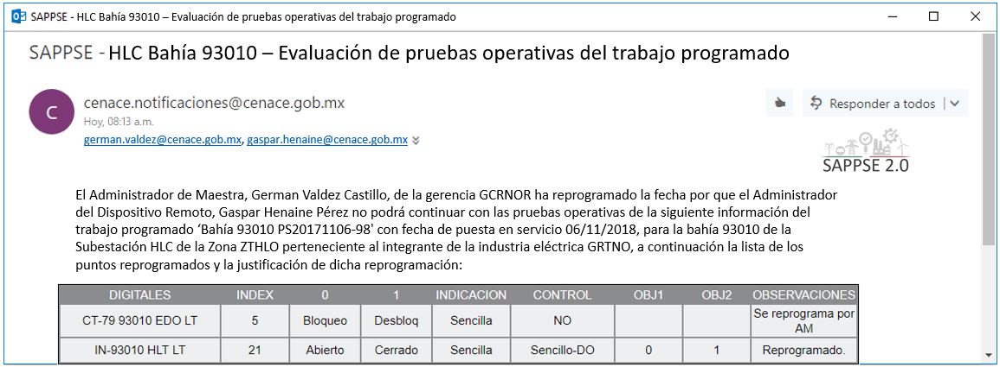 SAPPSE - HLC Bahía 93010 – Evaluación de pruebas operativas del trabajo programado
SAPPSE - HLC Bahía 93010 – Evaluación de pruebas operativas del trabajo programado
C
cenace.notificaciones@cenace.gob.mx
Hoy, 08:13 a.m.
german.valdez@cenace.gob.mx, gaspar.henaine@cenace.gob.mx
Responder a todos
SAPPSE 2.0
El Administrador de Maestra, German Valdez Castillo, de la gerencia GCRNOR ha reprogramado la fecha por que el Administrador
del Dispositivo Remoto, Gaspar Henaine Pérez no podrá continuar con las pruebas operativas de la siguiente información del
trabajo programado ‘Bahía 93010 PS20171106-98' con fecha de puesta en servicio 06/11/2018, para la bahía 93010 de la
Subestación HLC de la Zona ZTHLO perteneciente al integrante de la industria eléctrica GRTNO, a continuación la lista de los
puntos reprogramados y la justificación de dicha reprogramación:
DIGITALES INDEX 0 1 INDICACION CONTROL OBJ1 OBJ2 OBSERVACIONES
CT-79 93010 EDO LT 5 Bloqueo Desbloq Sencilla NO Se reprograma por
AM
IN-93010 HLT LT 21 Abierto Cerrado Sencilla Sencillo-DO 0 1 Reprogramado.